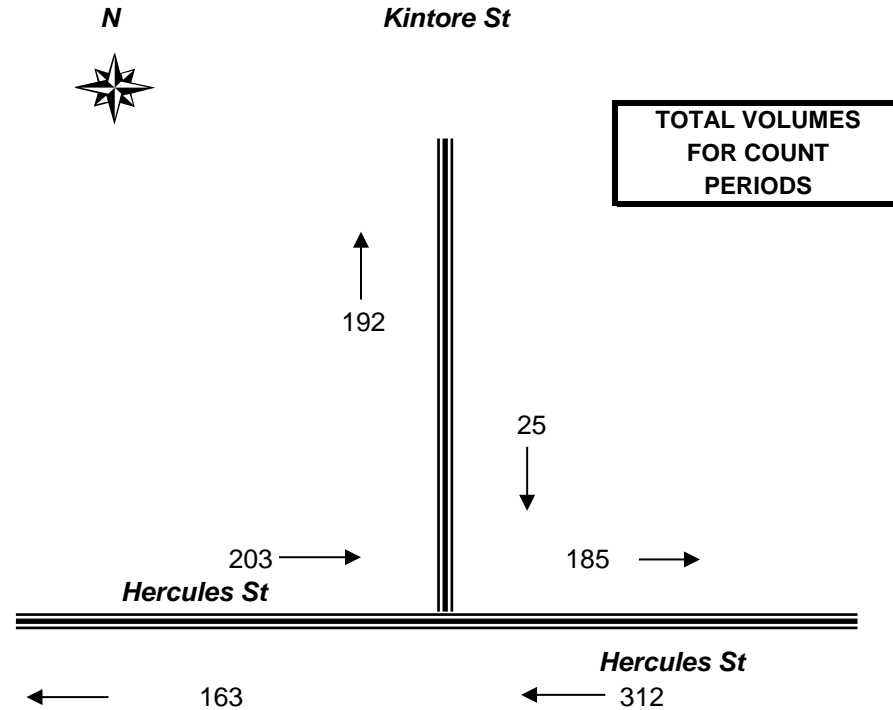 N
Kintore St
TOTAL VOLUMES
FOR COUNT
PERIODS
192
25
203
185
Hercules St
Hercules St
163
312